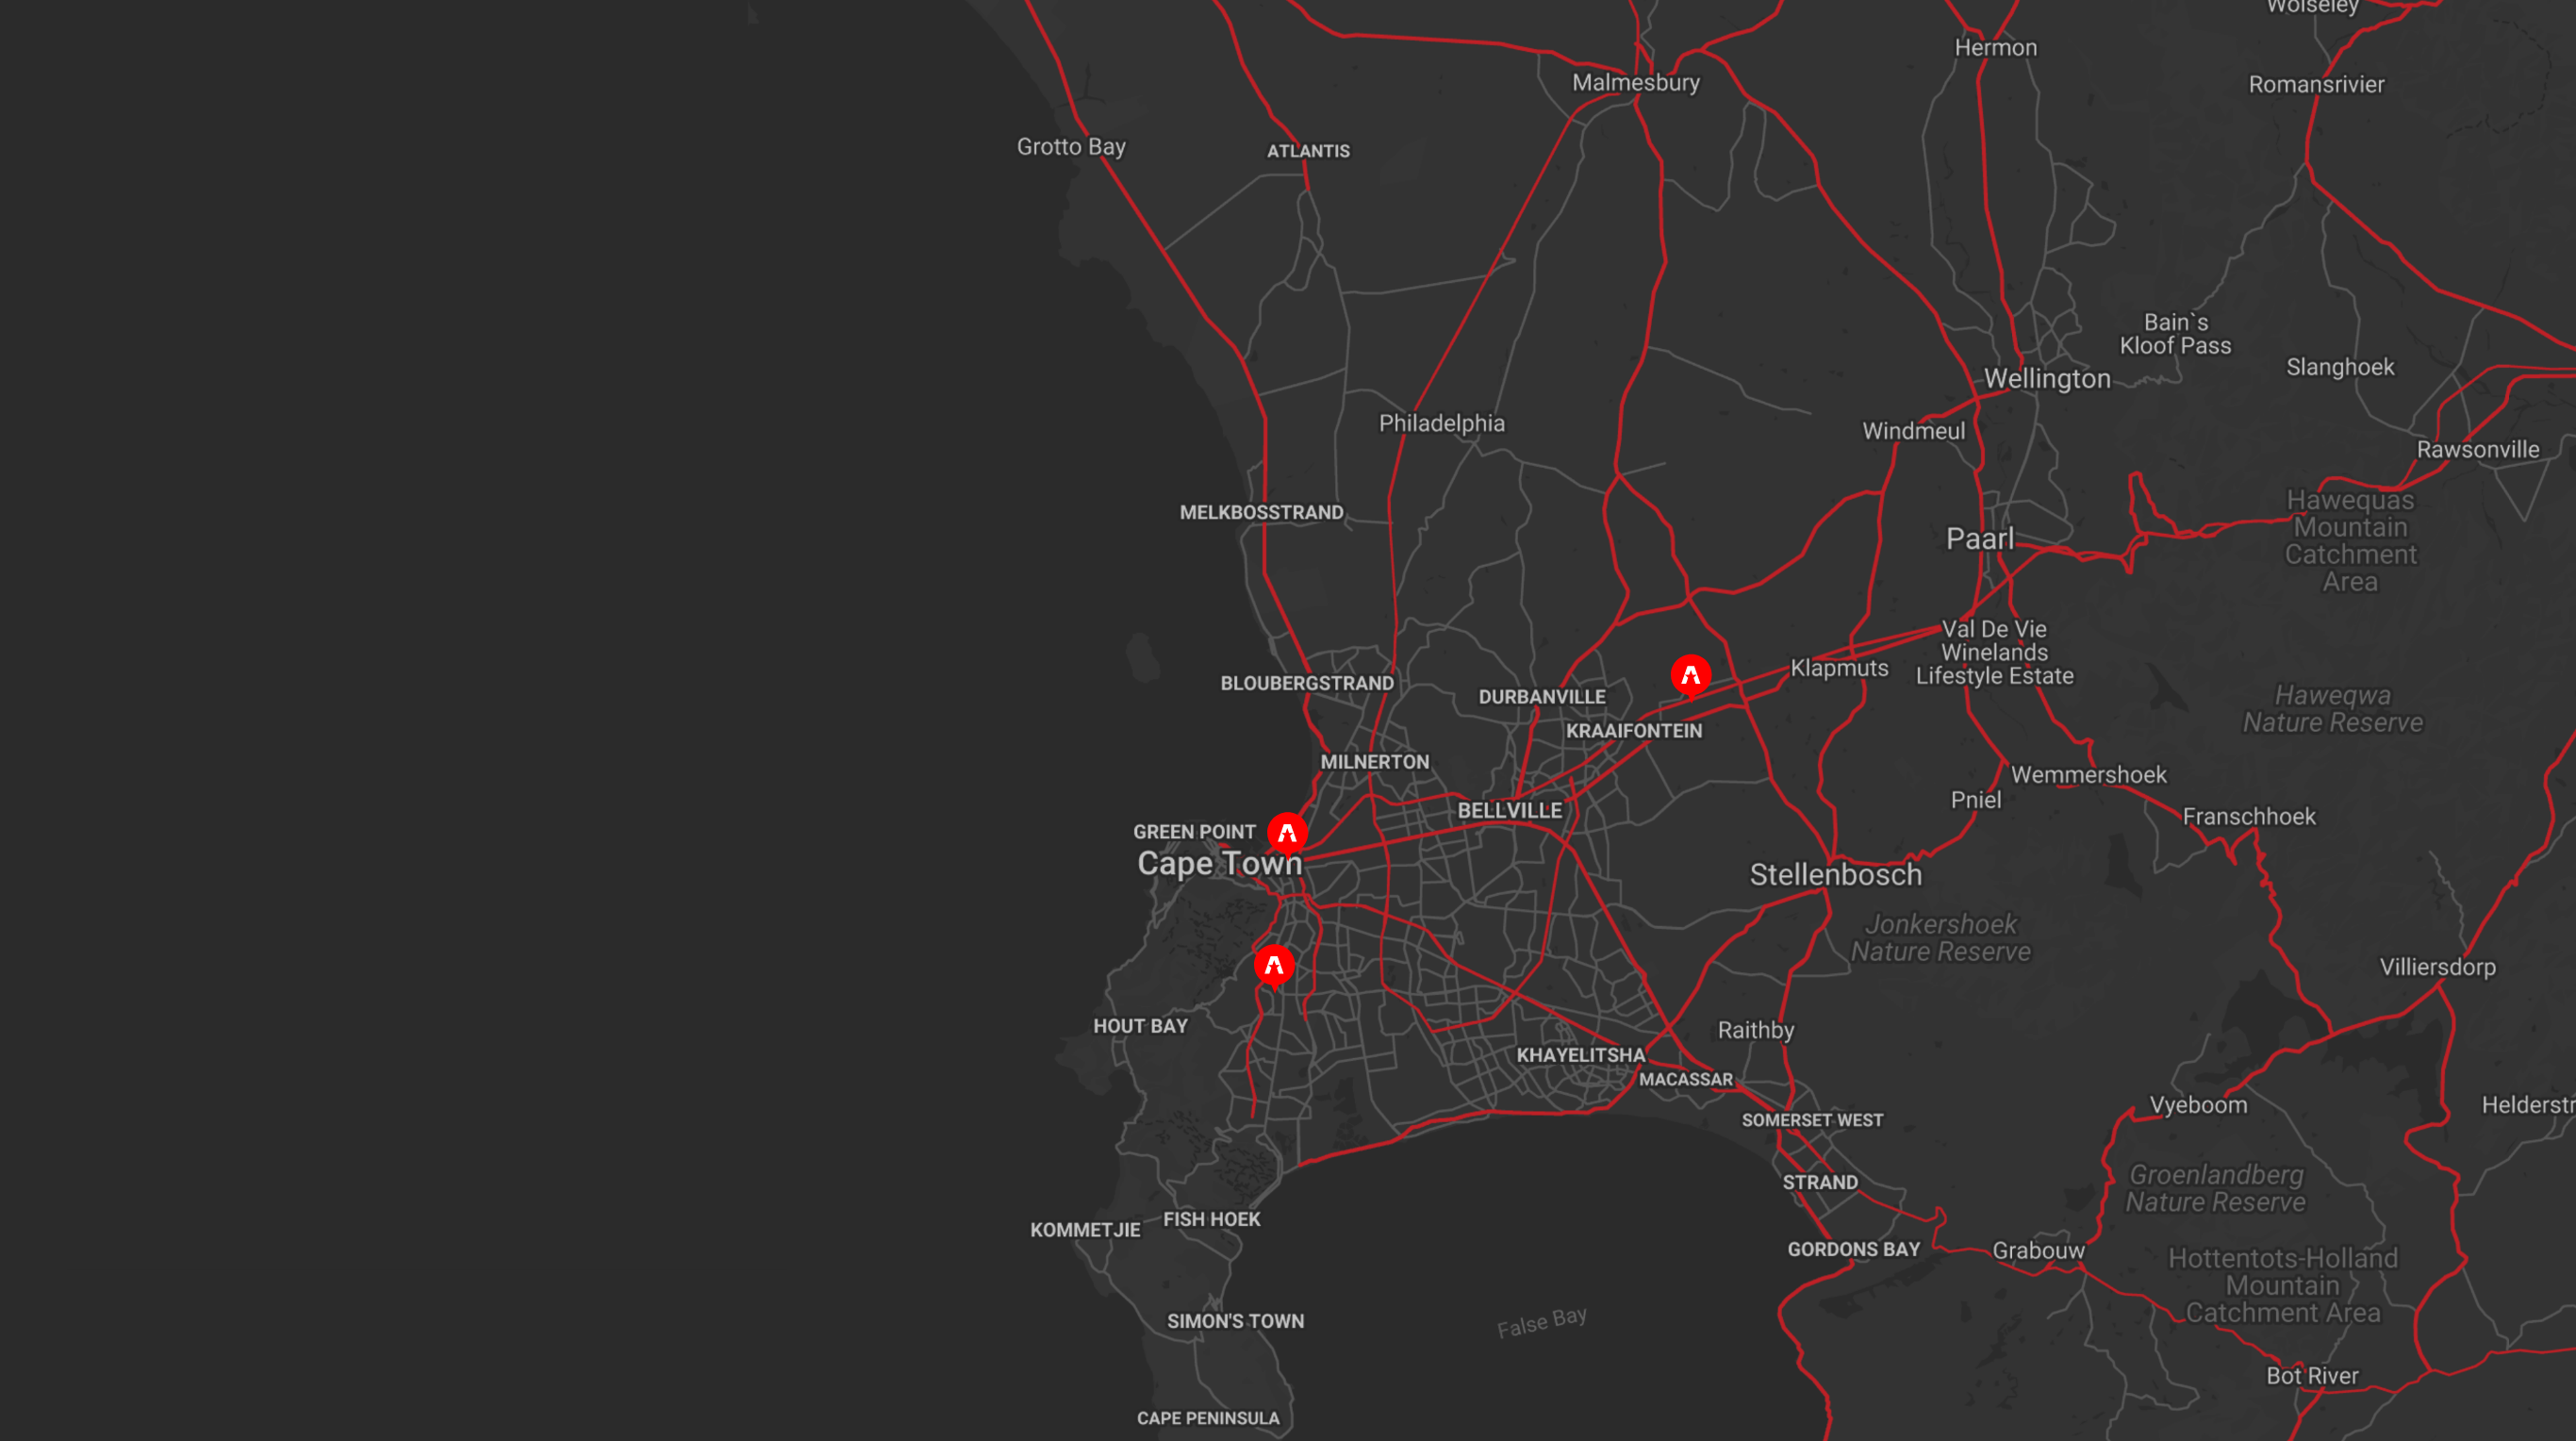 Wolseley
Hermon
Malmesbury
Romansrivier
Grotto Bay
ATLANTIS
Bain`s
Kloof Pass
Slanghoek
Wellington
Philadelphia
Windmeul
Rawsonville
MELKBOSSTRAND
Hawequas
Mountain
Catchment
Area
Paarl
Val De Vie
Winelands
Lifestyle Estate
Klapmuts
BLOUBERGSTRAND
DURBANVILLE
Haweqwa
Nature Reserve
KRAAIFONTEIN
MILNERTON
Wemmershoek
Pniel
BELLVILLE
Franschhoek
GREEN POINT
Cape Town
Stellenbosch
Jonkershoek
Nature Reserve
Villiersdorp
HOUT BAY
Raithby
KHAYELITSHA
MACASSAR
Vyeboom
Helderstr
SOMERSET WEST
STRAND
Groenlandberg
Nature Reserve
FISH HOEK
KOMMETJIE
GORDONS BAY
Grabouw
Hottentots-Holland
Mountain
Catchment Area
SIMON'S TOWN
False Bay
Bot River
CAPE PENINSULA